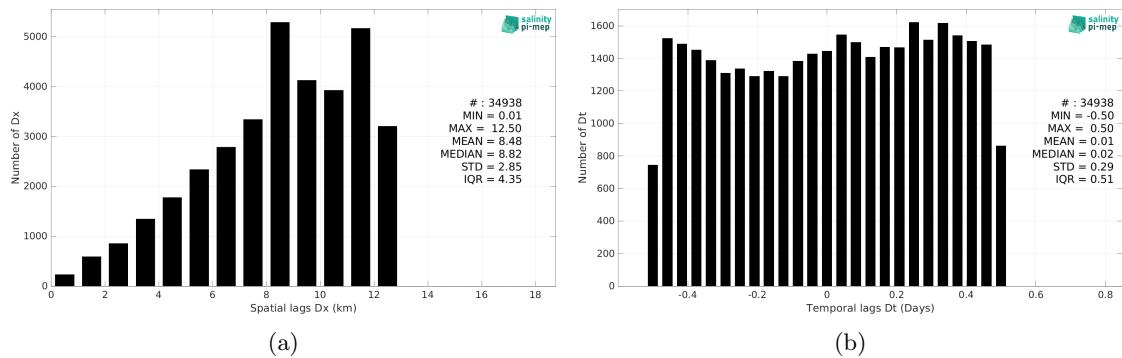 salinity
pi-mep
5000
4000
3000
2000
1000
0
Number of Dx
# : 34938
MIN = 0.01
MAX = 12.50
MEAN = 8.48
MEDIAN = 8.82
STD = 2.85
IQR = 4.35
0 2 4 6 8 10 12 14 16 18
Spatial lags Dx (km)
(a)
salinity
pi-mep
1600
1400
1200
1000
800
600
400
200
0
Number of Dt
# : 34938
MIN = -0.50
MAX = 0.50
MEAN = 0.01
MEDIAN = 0.02
STD = 0.29
IQR = 0.51
-0.4 -0.2 0 0.2 0.4 0.6 0.8
Temporal lags Dt (Days)
(b)